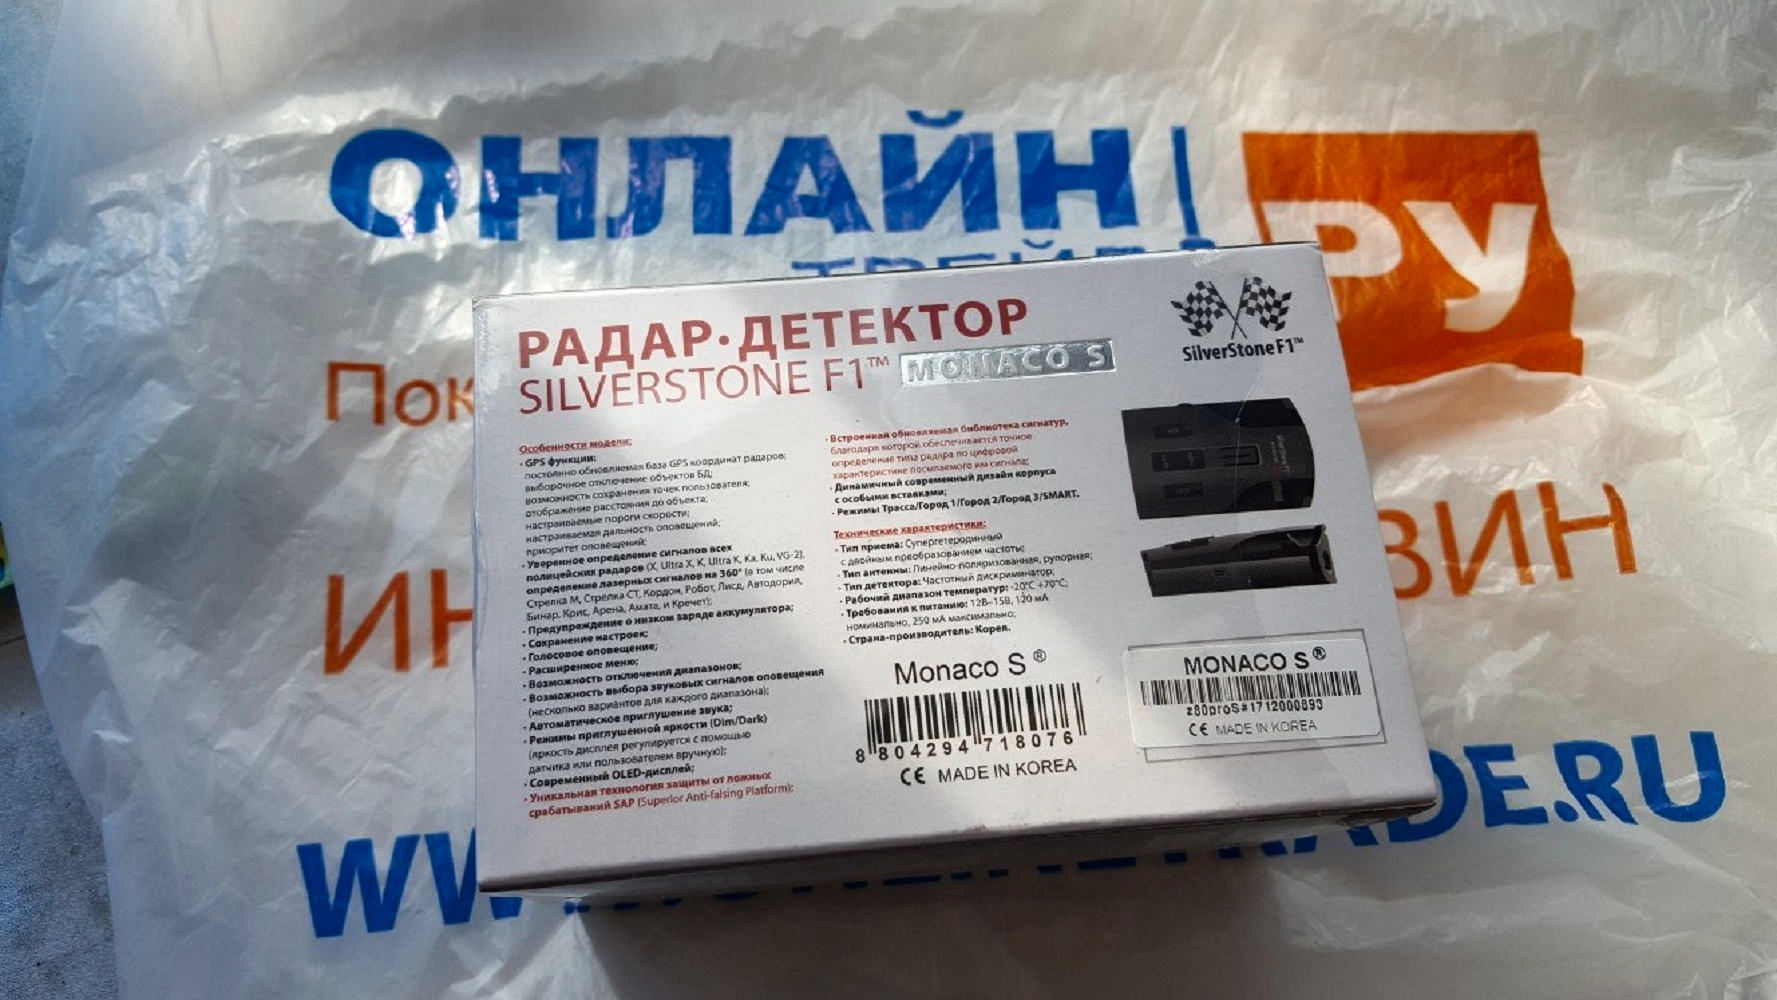 ОНЛАЙН
ТРЕЙД
РУ
Пок
ИН
ЗИН
WW
DE.RU
РАДАР·ДЕТЕКТОР
SILVERSTONE F1™ MONACO S
SilverStone F1™
Особенности модели:
· GPS функции:
постоянно обновляемая база GPS координат радаров;
выборочное отключение объектов БД;
возможность сохранения точек пользователя;
отображение расстояния до объекта;
настраиваемые пороги скорости;
настраиваемая дальность оповещений;
приоритет оповещений;
· Уверенное определение сигналов всех
полицейских радаров (X, Ultra X, K, Ultra K, Ka, Ku, VG-2),
определение лазерных сигналов на 360° (в том числе
Стрелка М, Стрелка СТ, Кордон, Робот, Лисд, Автодория,
Бинар, Крис, Арена, Амата, и Кречет);
· Предупреждение о низком заряде аккумулятора;
· Сохранение настроек;
· Голосовое оповещение;
· Расширенное меню;
· Возможность отключения диапазонов;
· Возможность выбора звуковых сигналов оповещения
(несколько вариантов для каждого диапазона);
· Автоматическое приглушение звука;
· Режимы приглушенной яркости (Dim/Dark)
(яркость дисплея регулируется с помощью
датчика или пользователем вручную);
· Современный OLED-дисплей;
· Уникальная технология защиты от ложных
срабатываний SAP (Superior Anti-falsing Platform);
· Встроенная обновляемая библиотека сигнатур,
благодаря которой обеспечивается точное
определение типа радара по цифровой
характеристике посылаемого им сигнала;
· Динамичный современный дизайн корпуса
с особыми вставками;
· Режимы Трасса/Город 1/Город 2/Город 3/SMART.
Технические характеристики:
· Тип приема: Супергетеродинный
с двойным преобразованием частоты;
· Тип антенны: Линейно-поляризованная, рупорная;
· Тип детектора: Частотный дискриминатор;
· Рабочий диапазон температур: -20°C +70°C;
· Требования к питанию: 12В–15В, 120 мА
номинально, 250 мА максимально;
· Страна-производитель: Корея.
Monaco S ®
8 804294 718076
CE MADE IN KOREA
MONACO S ®
z80proS#1712000893
CE MADE IN KOREA